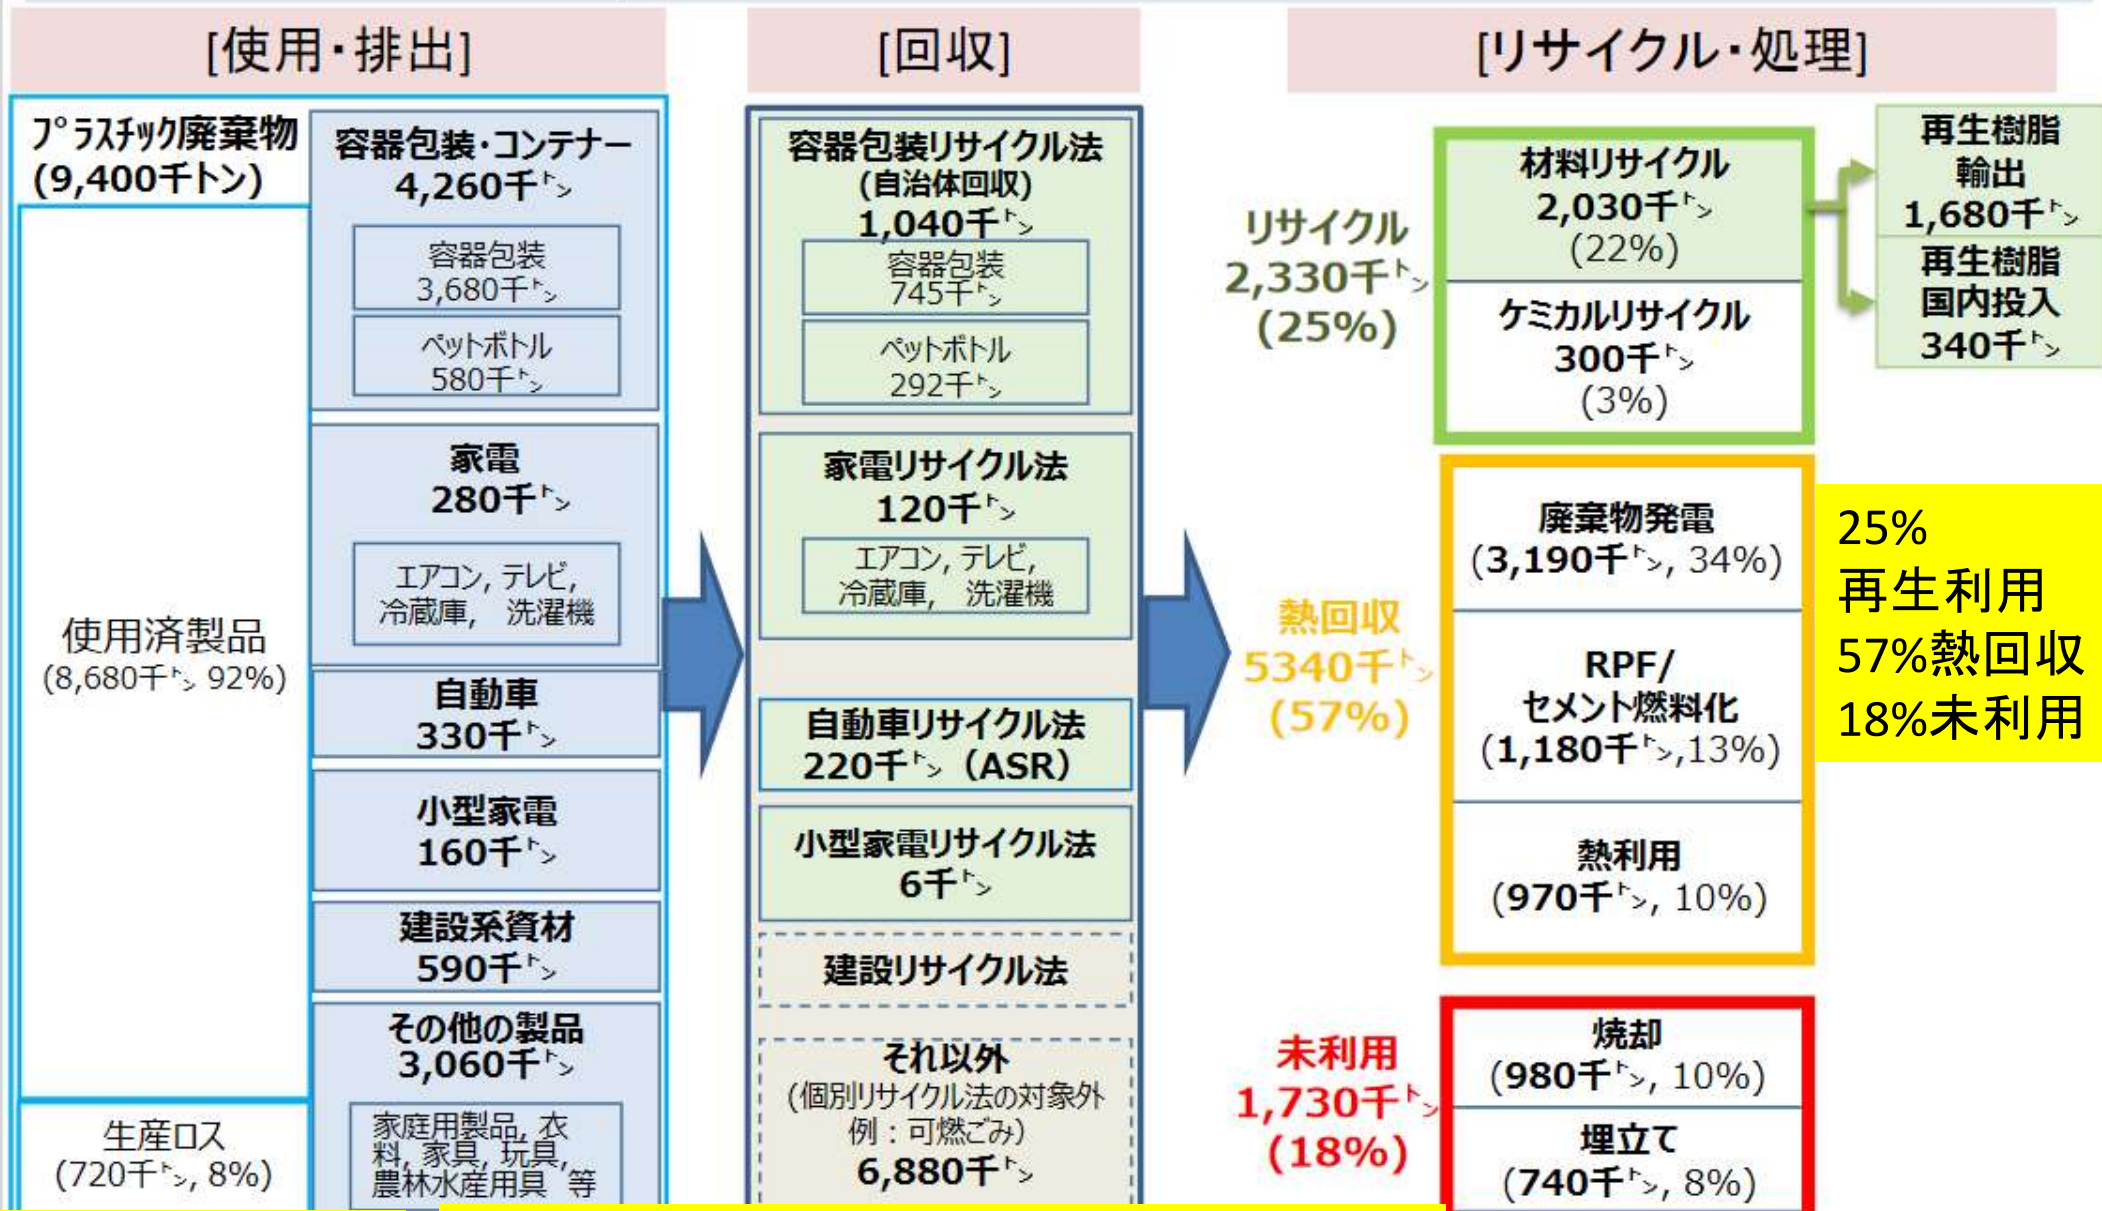 [使用・排出]
ﾌﾟﾗｽﾁｯｸ廃棄物
(9,400千トン)
使用済製品
(8,680千㌧ 92%)
生産ロス
(720千㌧, 8%)
容器包装・コンテナー
4,260千㌧
容器包装
3,680千㌧
ペットボトル
580千㌧
家電
280千㌧
エアコン, テレビ,
冷蔵庫, 洗濯機
自動車
330千㌧
小型家電
160千㌧
建設系資材
590千㌧
その他の製品
3,060千㌧
家庭用製品, 衣
料, 家具, 玩具,
農林水産用具 等
[回収]
容器包装リサイクル法
(自治体回収)
1,040千㌧
容器包装
745千㌧
ペットボトル
292千㌧
家電リサイクル法
120千㌧
エアコン, テレビ,
冷蔵庫, 洗濯機
自動車リサイクル法
220千㌧（ASR）
小型家電リサイクル法
6千㌧
建設リサイクル法
それ以外
(個別リサイクル法の対象外
例：可燃ごみ)
6,880千㌧
[リサイクル・処理]
リサイクル
2,330千㌧
(25%)
材料リサイクル
2,030千㌧
(22%)
ケミカルリサイクル
300千㌧
(3%)
再生樹脂
輸出
1,680千㌧
再生樹脂
国内投入
340千㌧
熱回収
5340千㌧
(57%)
廃棄物発電
(3,190千㌧, 34%)
RPF/
セメント燃料化
(1,180千㌧,13%)
熱利用
(970千㌧, 10%)
25%
再生利用
57%熱回収
18%未利用
未利用
1,730千㌧
(18%)
焼却
(980千㌧, 10%)
埋立て
(740千㌧, 8%)